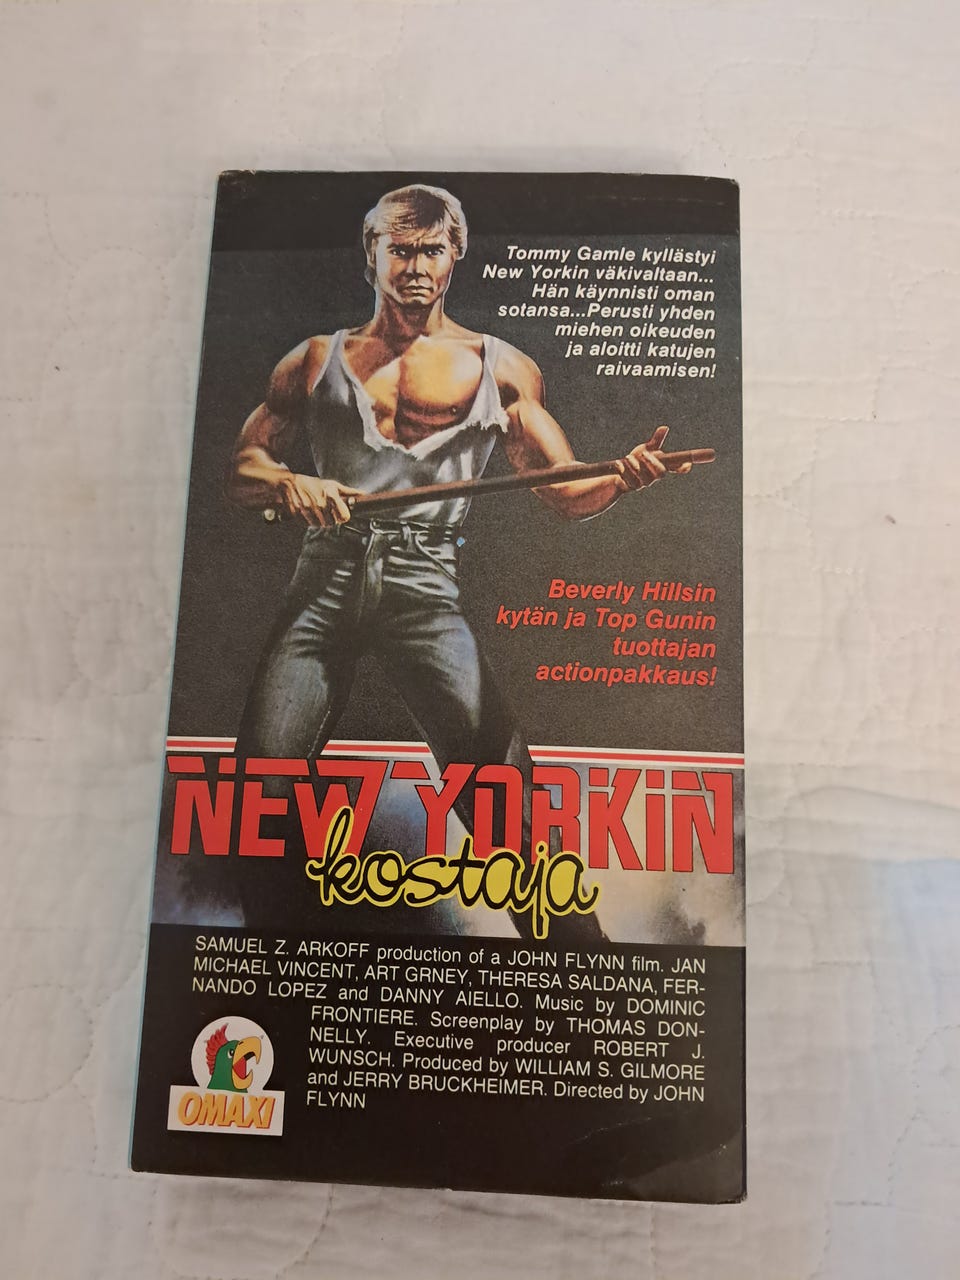 Tommy Gamle kyllästyi
New Yorkin väkivaltaan...
Hän käynnisti oman
sotansa...Perusti yhden
miehen oikeuden
ja aloitti katujen
raivaamisen!
Beverly Hillsin
kytän ja Top Gunin
tuottajan
actionpakkaus!
NEW YORKiN
kostaja
SAMUEL Z. ARKOFF production of a JOHN FLYNN film. JAN
MICHAEL VINCENT, ART GRNEY, THERESA SALDANA, FER-
NANDO LOPEZ and DANNY AIELLO. Music by DOMINIC
FRONTIERE. Screenplay by THOMAS DON-
NELLY. Executive producer ROBERT J.
WUNSCH. Produced by WILLIAM S. GILMORE
and JERRY BRUCKHEIMER. Directed by JOHN
FLYNN
OMAXI